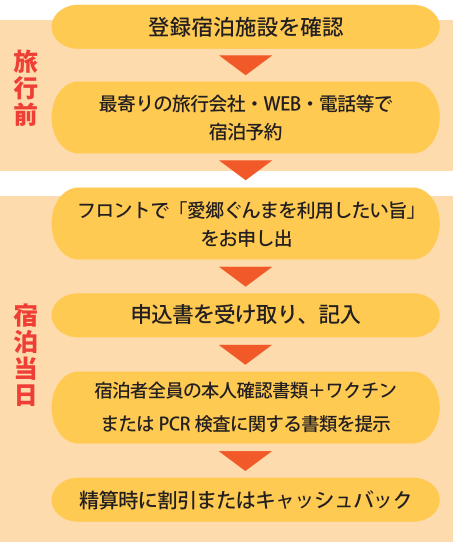 旅行前
登録宿泊施設を確認
最寄りの旅行会社・WEB・電話等で
宿泊予約
宿泊当日
フロントで「愛郷ぐんまを利用したい旨」
をお申し出
申込書を受け取り、記入
宿泊者全員の本人確認書類＋ワクチン
または PCR 検査に関する書類を提示
精算時に割引またはキャッシュバック